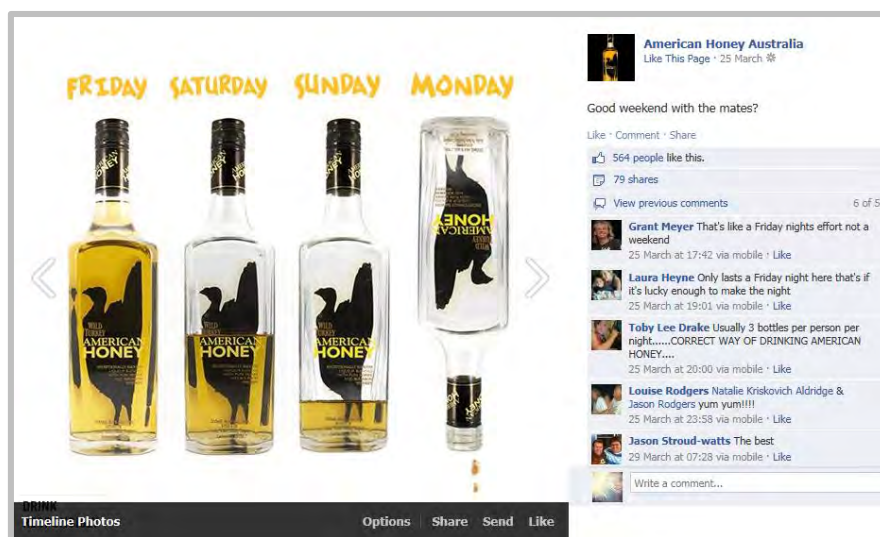 FRIDAY SATURDAY SUNDAY MONDAY
WILD
TURKEY
AMERICAN
HONEY
WILD
TURKEY
AMERICAN
HONEY
WILD
TURKEY
AMERICAN
HONEY
AMERICAN
HONEY
DRINK
Timeline Photos
Options Share Send Like
American Honey Australia
Like This Page · 25 March
Good weekend with the mates?
Like · Comment · Share
564 people like this.
79 shares
View previous comments 6 of 5
Grant Meyer That's like a Friday nights effort not a
weekend
25 March at 17:42 via mobile · Like
Laura Heyne Only lasts a Friday night here that's if
it's lucky enough to make the night
25 March at 19:01 via mobile · Like
Toby Lee Drake Usually 3 bottles per person per
night......CORRECT WAY OF DRINKING AMERICAN
HONEY....
25 March at 20:00 via mobile · Like
Louise Rodgers Natalie Kriskovich Aldridge &
Jason Rodgers yum yum!!!!
25 March at 23:58 via mobile · Like
Jason Stroud-watts The best
29 March at 07:28 via mobile · Like
Write a comment...